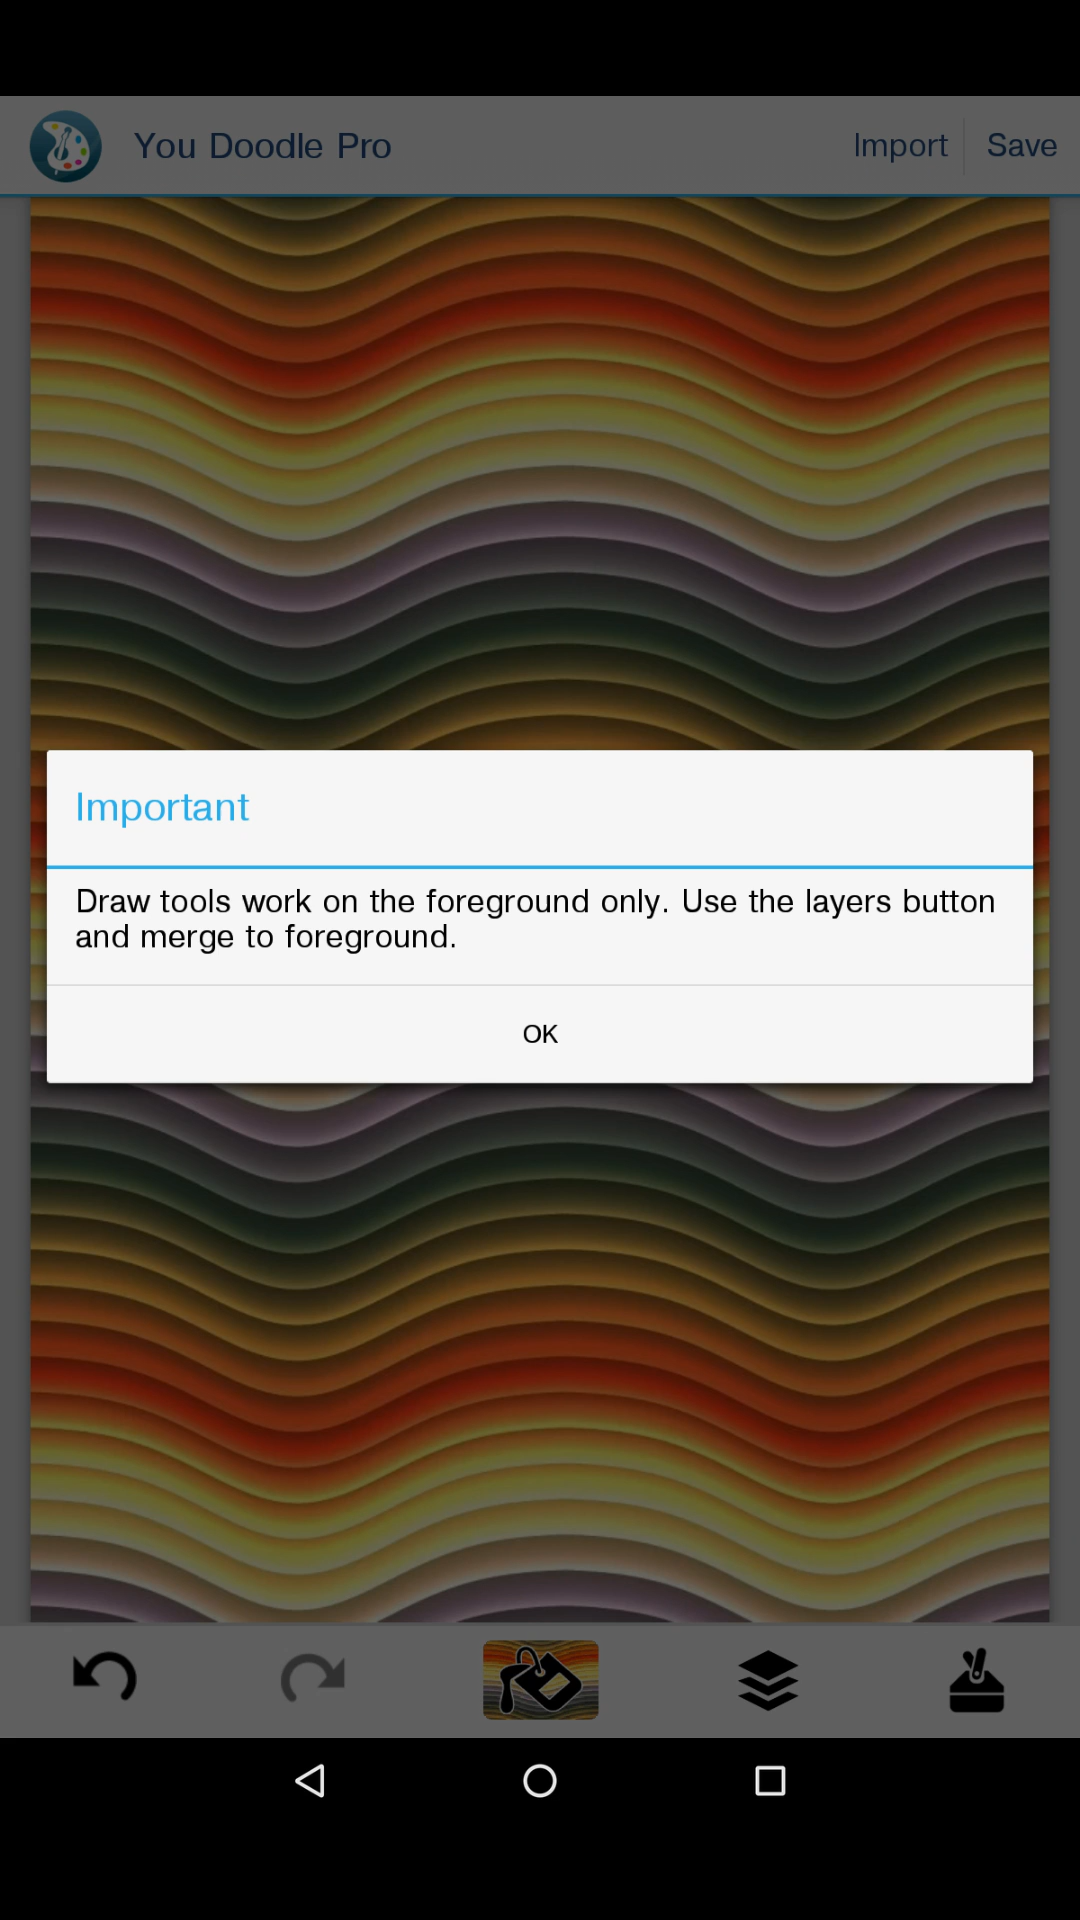 You Doodle Pro
Import
Save
Important
Draw tools work on the foreground only. Use the layers button
and merge to foreground.
OK